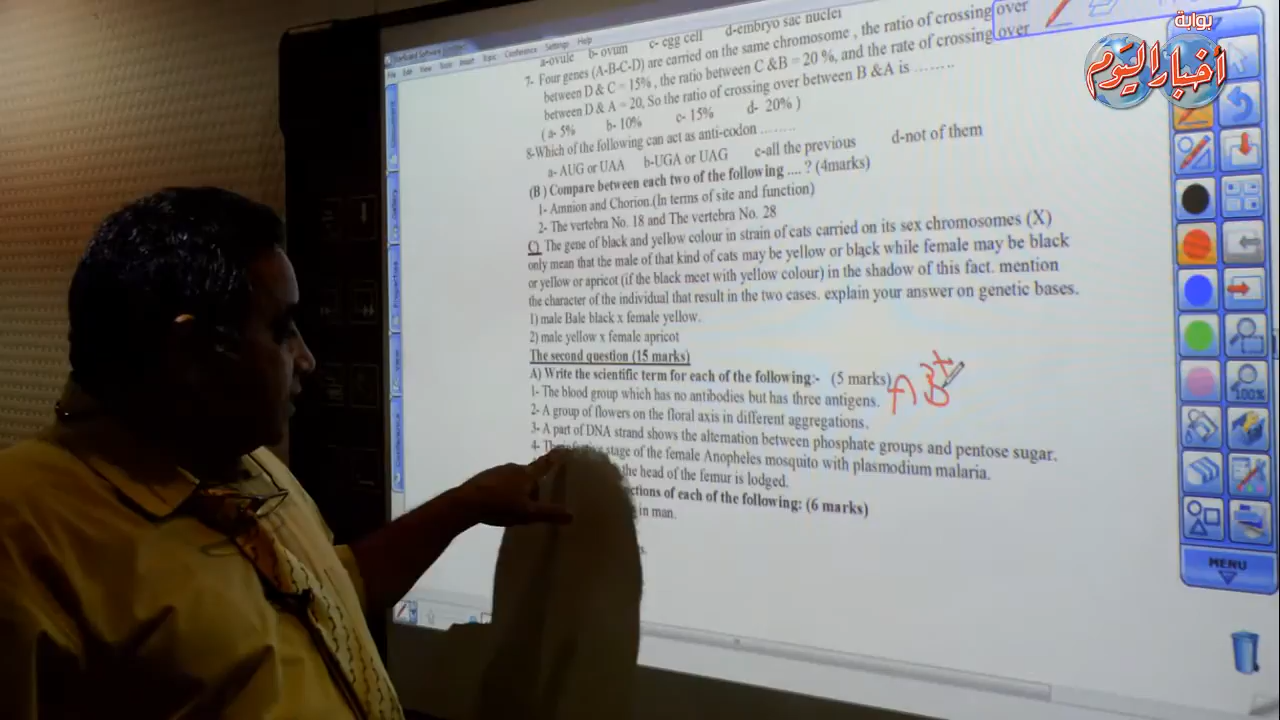 Settings Help
Conference
Topic
File Edit View Tools Insert
a-ovule b- ovum c- egg cell d-embryo sac nuclei
7- Four genes (A-B-C-D) are carried on the same chromosome , the ratio of crossing over
between D & C = 15% , the ratio between C &B = 20 %, and the rate of crossing over
between D & A = 20, So the ratio of crossing over between B &A is ........
( a- 5% b- 10% c- 15% d- 20% )
8-Which of the following can act as anti-codon ........
a- AUG or UAA b-UGA or UAG c-all the previous d-not of them
(B ) Compare between each two of the following .... ? (4marks)
1- Amnion and Chorion.(In terms of site and function)
2- The vertebra No. 18 and The vertebra No. 28
C) The gene of black and yellow colour in strain of cats carried on its sex chromosomes (X)
only mean that the male of that kind of cats may be yellow or black while female may be black
or yellow or apricot (if the black meet with yellow colour) in the shadow of this fact. mention
the character of the individual that result in the two cases. explain your answer on genetic bases.
1) male Bale black x female yellow.
2) male yellow x female apricot
The second question (15 marks)
A) Write the scientific term for each of the following:- (5 marks)
1- The blood group which has no antibodies but has three antigens. AB+
2- A group of flowers on the floral axis in different aggregations.
3- A part of DNA strand shows the alternation between phosphate groups and pentose sugar.
4- The stage of the female Anopheles mosquito with plasmodium malaria.
the head of the femur is lodged.
ctions of each of the following: (6 marks)
in man.
بوابة
أخبار اليوم
100%
MENU